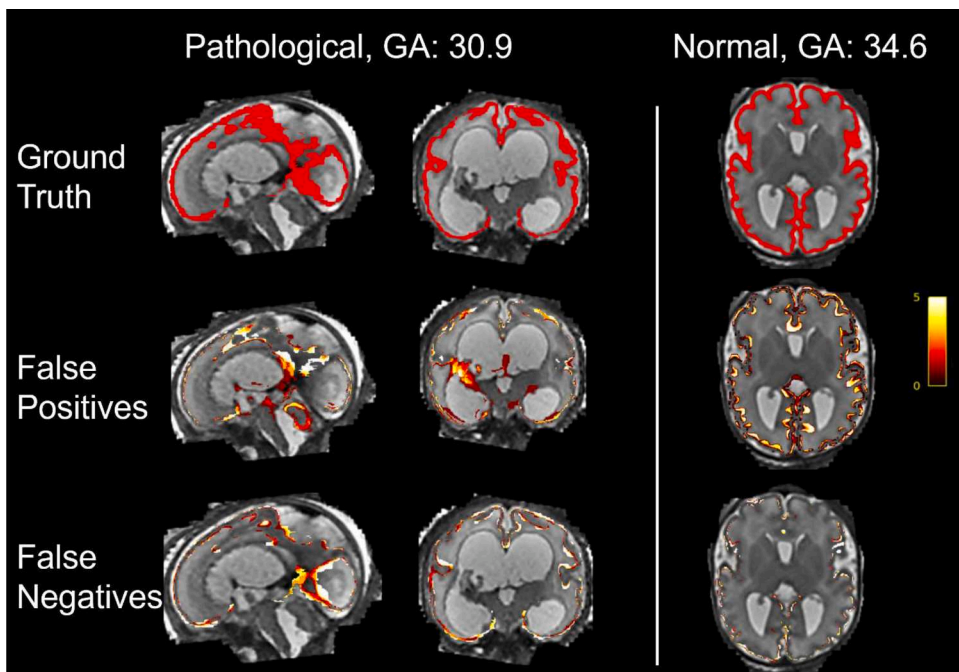 Pathological, GA: 30.9
Normal, GA: 34.6
Ground
Truth
False
Positives
5
0
False
Negatives